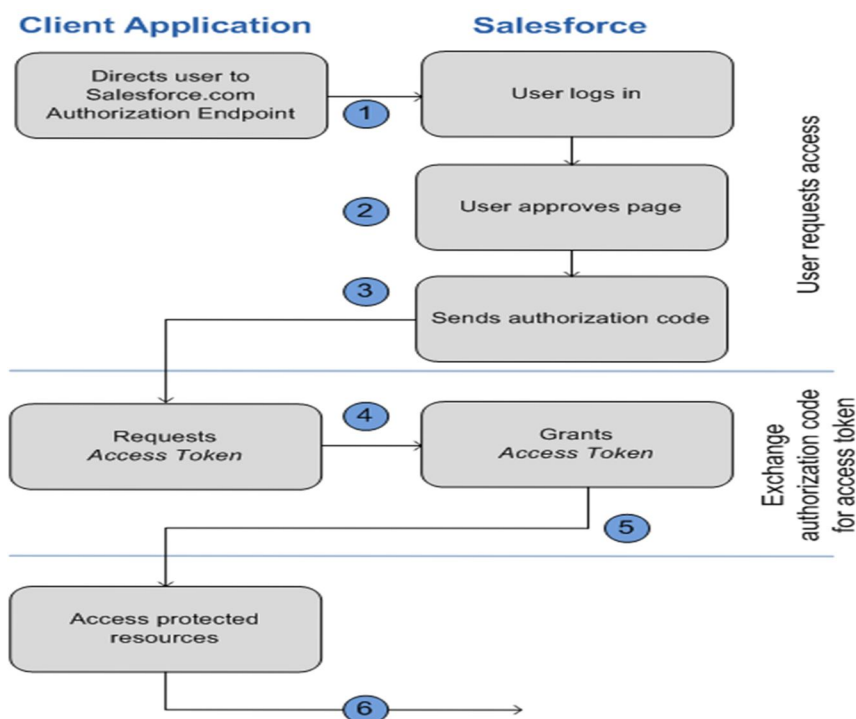 Client Application
Salesforce
Directs user to
Salesforce.com
Authorization Endpoint
1
User logs in
2
User approves page
3
Sends authorization code
User requests access
Requests
Access Token
4
Grants
Access Token
5
Exchange
authorization code
for access token
Access protected
resources
6